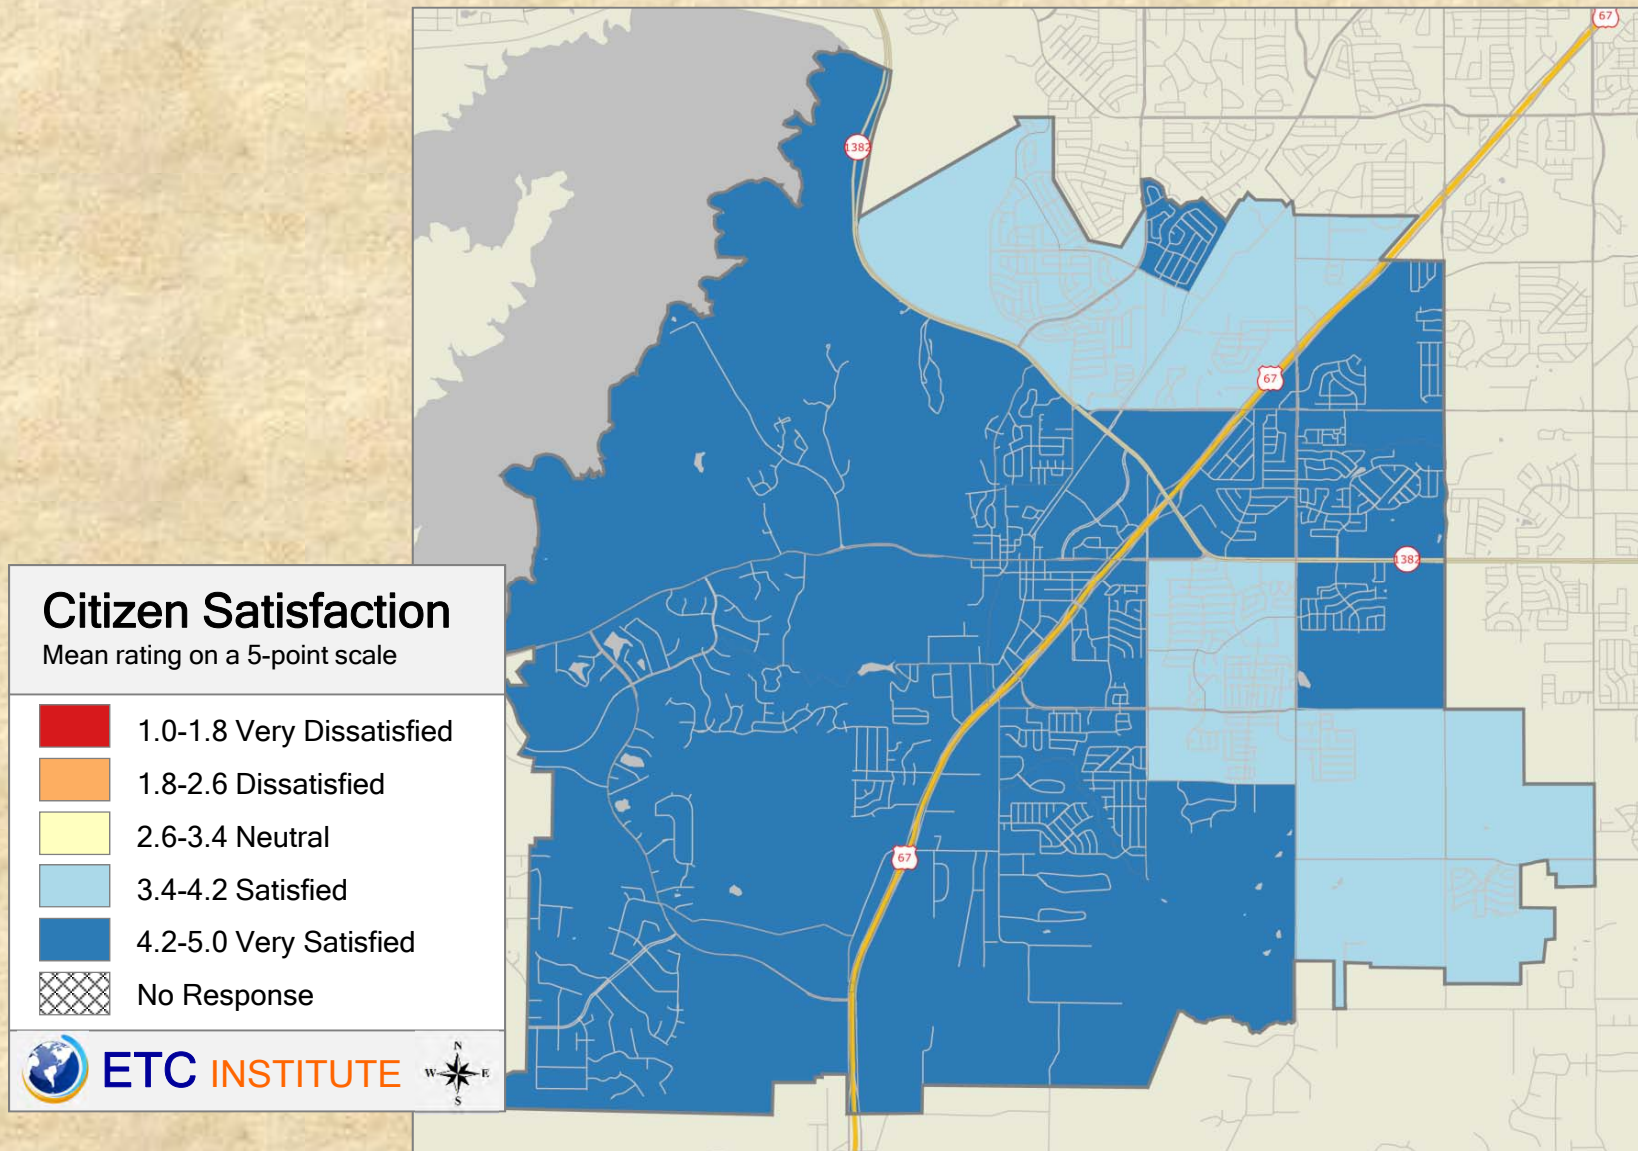 67
1382
67
1382
Citizen Satisfaction
Mean rating on a 5-point scale
1.0-1.8 Very Dissatisfied
1.8-2.6 Dissatisfied
2.6-3.4 Neutral
3.4-4.2 Satisfied
4.2-5.0 Very Satisfied
No Response
67
ETC INSTITUTE
N
W E
S